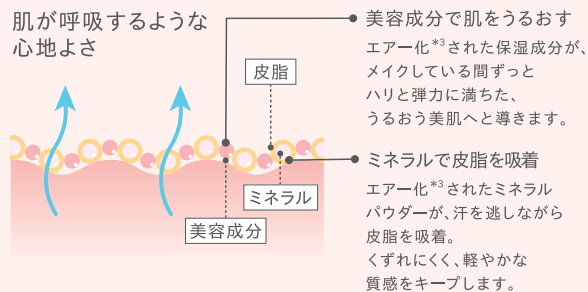 肌が呼吸するような
心地よさ
皮脂
ミネラル
美容成分
美容成分で肌をうるおす
エアー化*3された保湿成分が、
メイクしている間ずっと
ハリと弾力に満ちた、
うるおう美肌へと導きます。
ミネラルで皮脂を吸着
エアー化*3されたミネラル
パウダーが、汗を逃しながら
皮脂を吸着。
くずれにくく、軽やかな
質感をキープします。